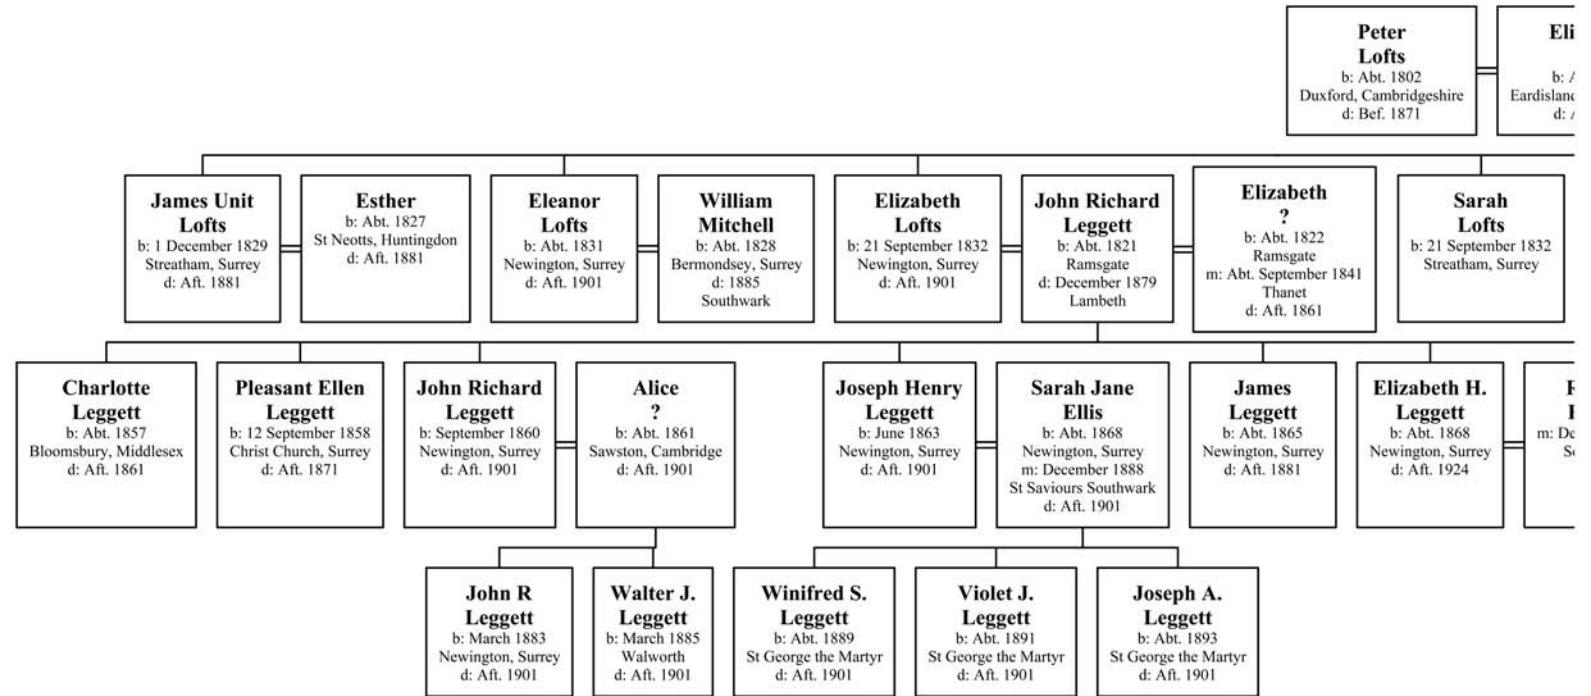 Peter
Lofts
b: Abt. 1802
Duxford, Cambridgeshire
d: Bef. 1871
Eli
b: A
Eardisland
d: A
James Unit
Lofts
b: 1 December 1829
Streatham, Surrey
d: Aft. 1881
Esther
b: Abt. 1827
St Neotts, Huntingdon
d: Aft. 1881
Eleanor
Lofts
b: Abt. 1831
Newington, Surrey
d: Aft. 1901
William
Mitchell
b: Abt. 1828
Bermondsey, Surrey
d: 1885
Southwark
Elizabeth
Lofts
b: 21 September 1832
Newington, Surrey
d: Aft. 1901
John Richard
Leggett
b: Abt. 1821
Ramsgate
d: December 1879
Lambeth
Elizabeth
?
b: Abt. 1822
Ramsgate
m: Abt. September 1841
Thanet
d: Aft. 1861
Sarah
Lofts
b: 21 September 1832
Streatham, Surrey
Charlotte
Leggett
b: Abt. 1857
Bloomsbury, Middlesex
d: Aft. 1861
Pleasant Ellen
Leggett
b: 12 September 1858
Christ Church, Surrey
d: Aft. 1871
John Richard
Leggett
b: September 1860
Newington, Surrey
d: Aft. 1901
Alice
?
b: Abt. 1861
Sawston, Cambridge
d: Aft. 1901
Joseph Henry
Leggett
b: June 1863
Newington, Surrey
d: Aft. 1901
Sarah Jane
Ellis
b: Abt. 1868
Newington, Surrey
m: December 1888
St Saviours Southwark
d: Aft. 1901
James
Leggett
b: Abt. 1865
Newington, Surrey
d: Aft. 1881
Elizabeth H.
Leggett
b: Abt. 1868
Newington, Surrey
d: Aft. 1924
m: De
John R
Leggett
b: March 1883
Newington, Surrey
d: Aft. 1901
Walter J.
Leggett
b: March 1885
Walworth
d: Aft. 1901
Winifred S.
Leggett
b: Abt. 1889
St George the Martyr
d: Aft. 1901
Violet J.
Leggett
b: Abt. 1891
St George the Martyr
d: Aft. 1901
Joseph A.
Leggett
b: Abt. 1893
St George the Martyr
d: Aft. 1901